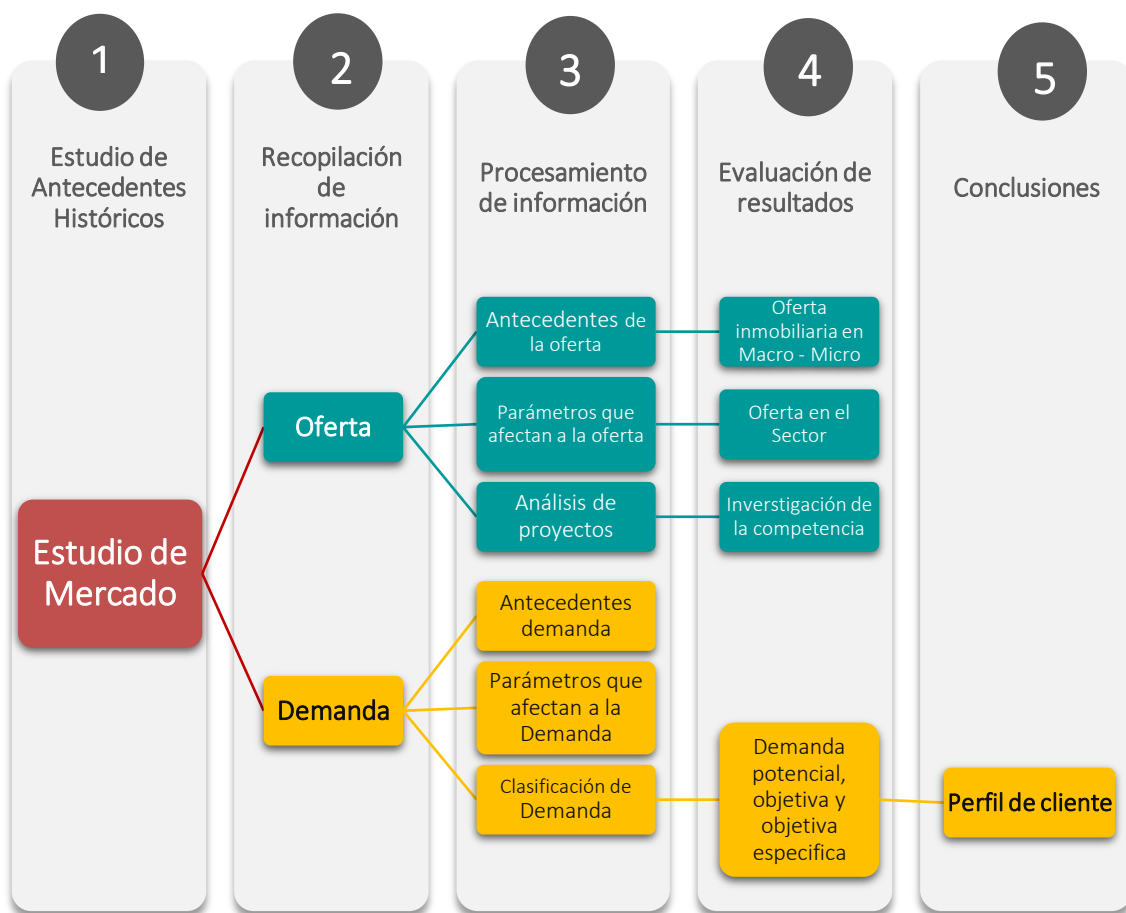 1
Estudio de
Antecedentes
Históricos
2
Recopilación
de
información
3
Procesamiento
de información
4
Evaluación de
resultados
5
Conclusiones
Estudio de
Mercado
Oferta
Demanda
Antecedentes de
la oferta
Parámetros que
afectan a la oferta
Análisis de
proyectos
Antecedentes
demanda
Parámetros que
afectan a la
Demanda
Clasificación de
Demanda
Oferta
inmobiliaria en
Macro - Micro
Oferta en el
Sector
Inverstigación de
la competencia
Demanda
potencial,
objetiva y
objetiva
especifica
Perfil de cliente